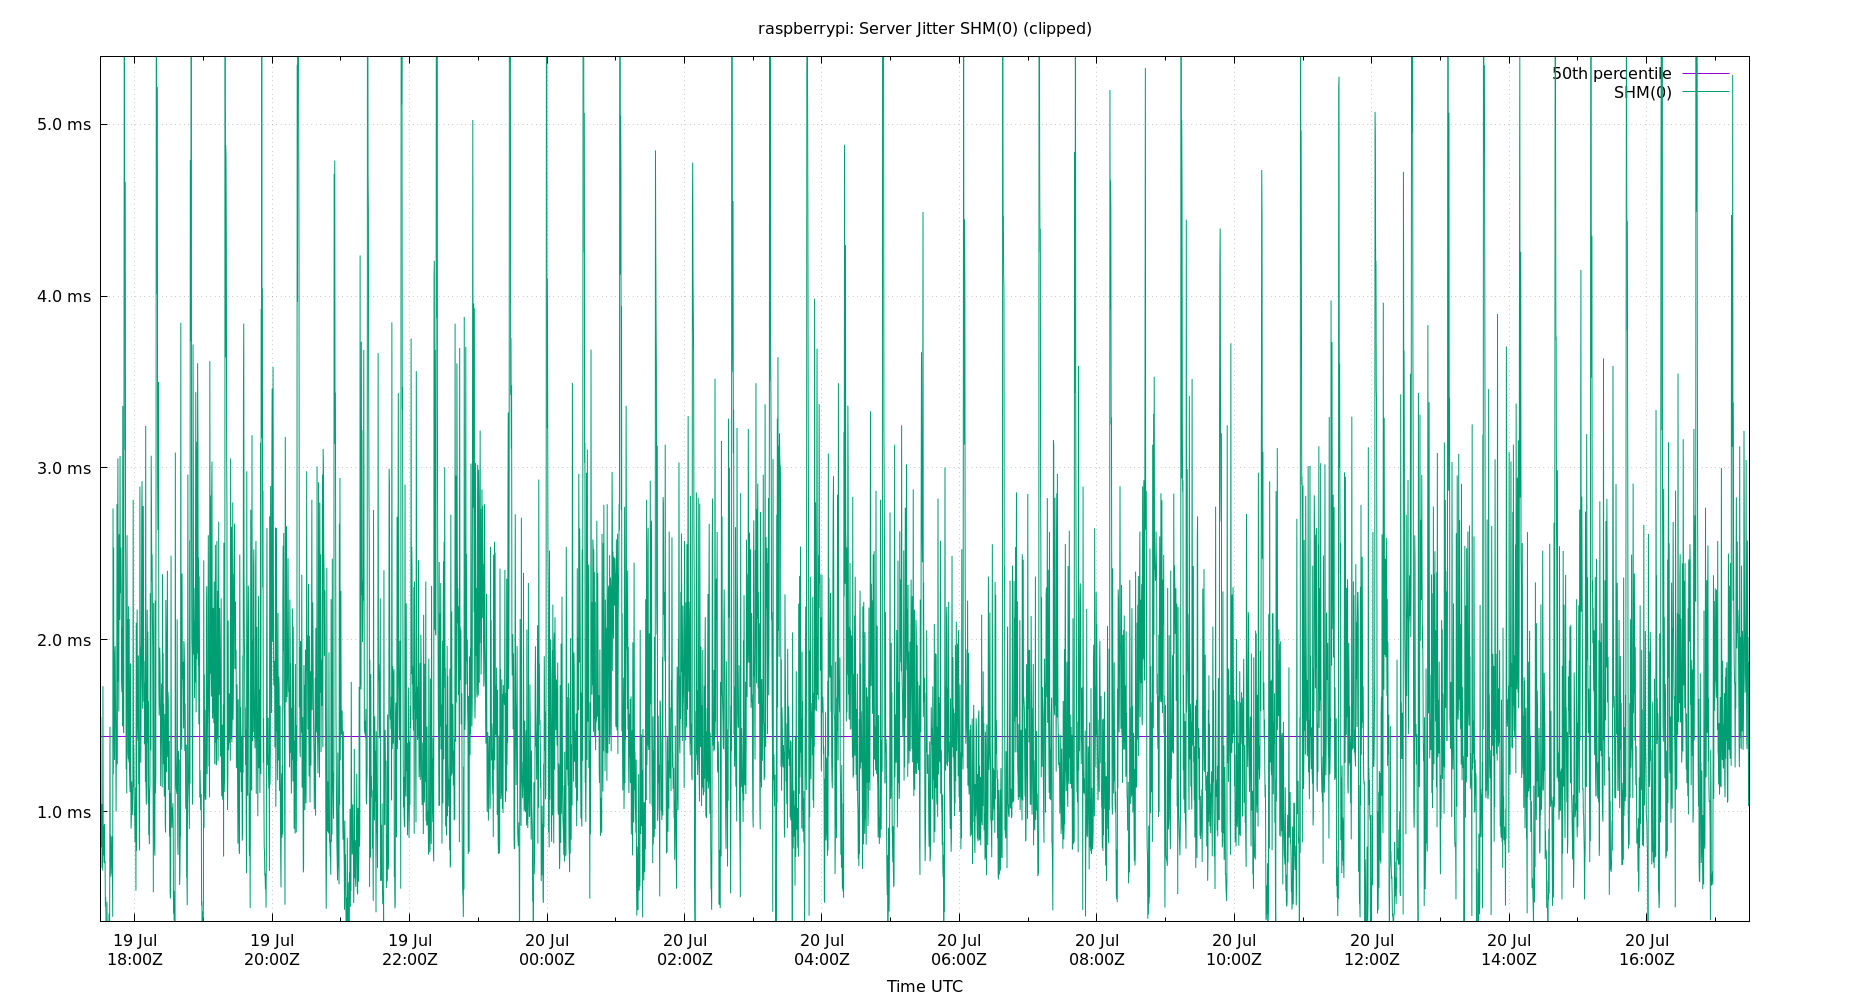 raspberrypi: Server Jitter SHM(0) (clipped)
50th percentile
SHM(0)
5.0 ms
4.0 ms
3.0 ms
2.0 ms
1.0 ms
19 Jul 19 Jul 19 Jul 20 Jul 20 Jul 20 Jul 20 Jul 20 Jul 20 Jul 20 Jul 20 Jul 20 Jul
18:00Z 20:00Z 22:00Z 00:00Z 02:00Z 04:00Z 06:00Z 08:00Z 10:00Z 12:00Z 14:00Z 16:00Z
Time UTC